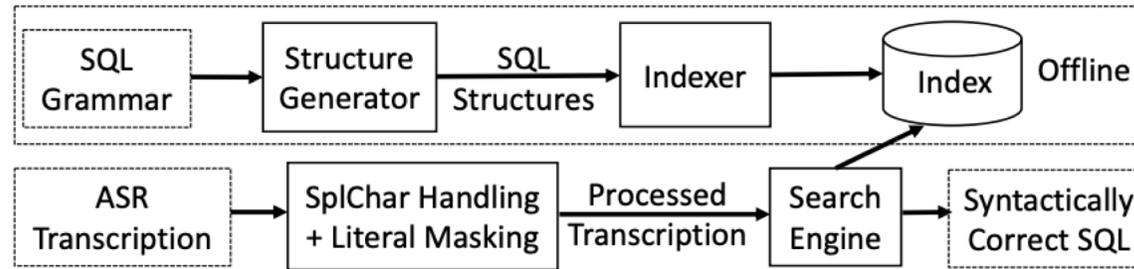 SQL
Grammar
Structure
Generator
SQL
Structures
Indexer
Index
Offline
ASR
Transcription
SplChar Handling
+ Literal Masking
Processed
Transcription
Search
Engine
Syntactically
Correct SQL